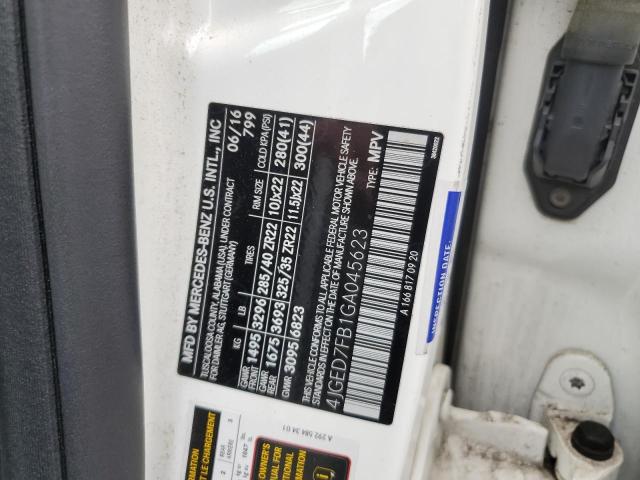 MFD BY MERCEDES-BENZ U.S. INTL., INC
TUSCALOOSA COUNTY, ALABAMA (USA), UNDER CONTRACT
FOR DAIMLER AG, STUTTGART (GERMANY)
06/16
799
KG LB TIRES RIM SIZE COLD KPA (PSI)
GAWR FRONT 1495 3296 285/40 ZR22 10Jx22 280(41)
GAWR REAR 1675 3693 325/35 ZR22 11.5Jx22 300(44)
GVWR 3095 6823
THIS VEHICLE CONFORMS TO ALL APPLICABLE FEDERAL MOTOR VEHICLE SAFETY
STANDARDS IN EFFECT ON THE DATE OF MANUFACTURE SHOWN ABOVE.
4JGED7FB1GA045623 TYPE: MPV
A 166 817 09 20
INSPECTION DATE:
A 292 584 34 01